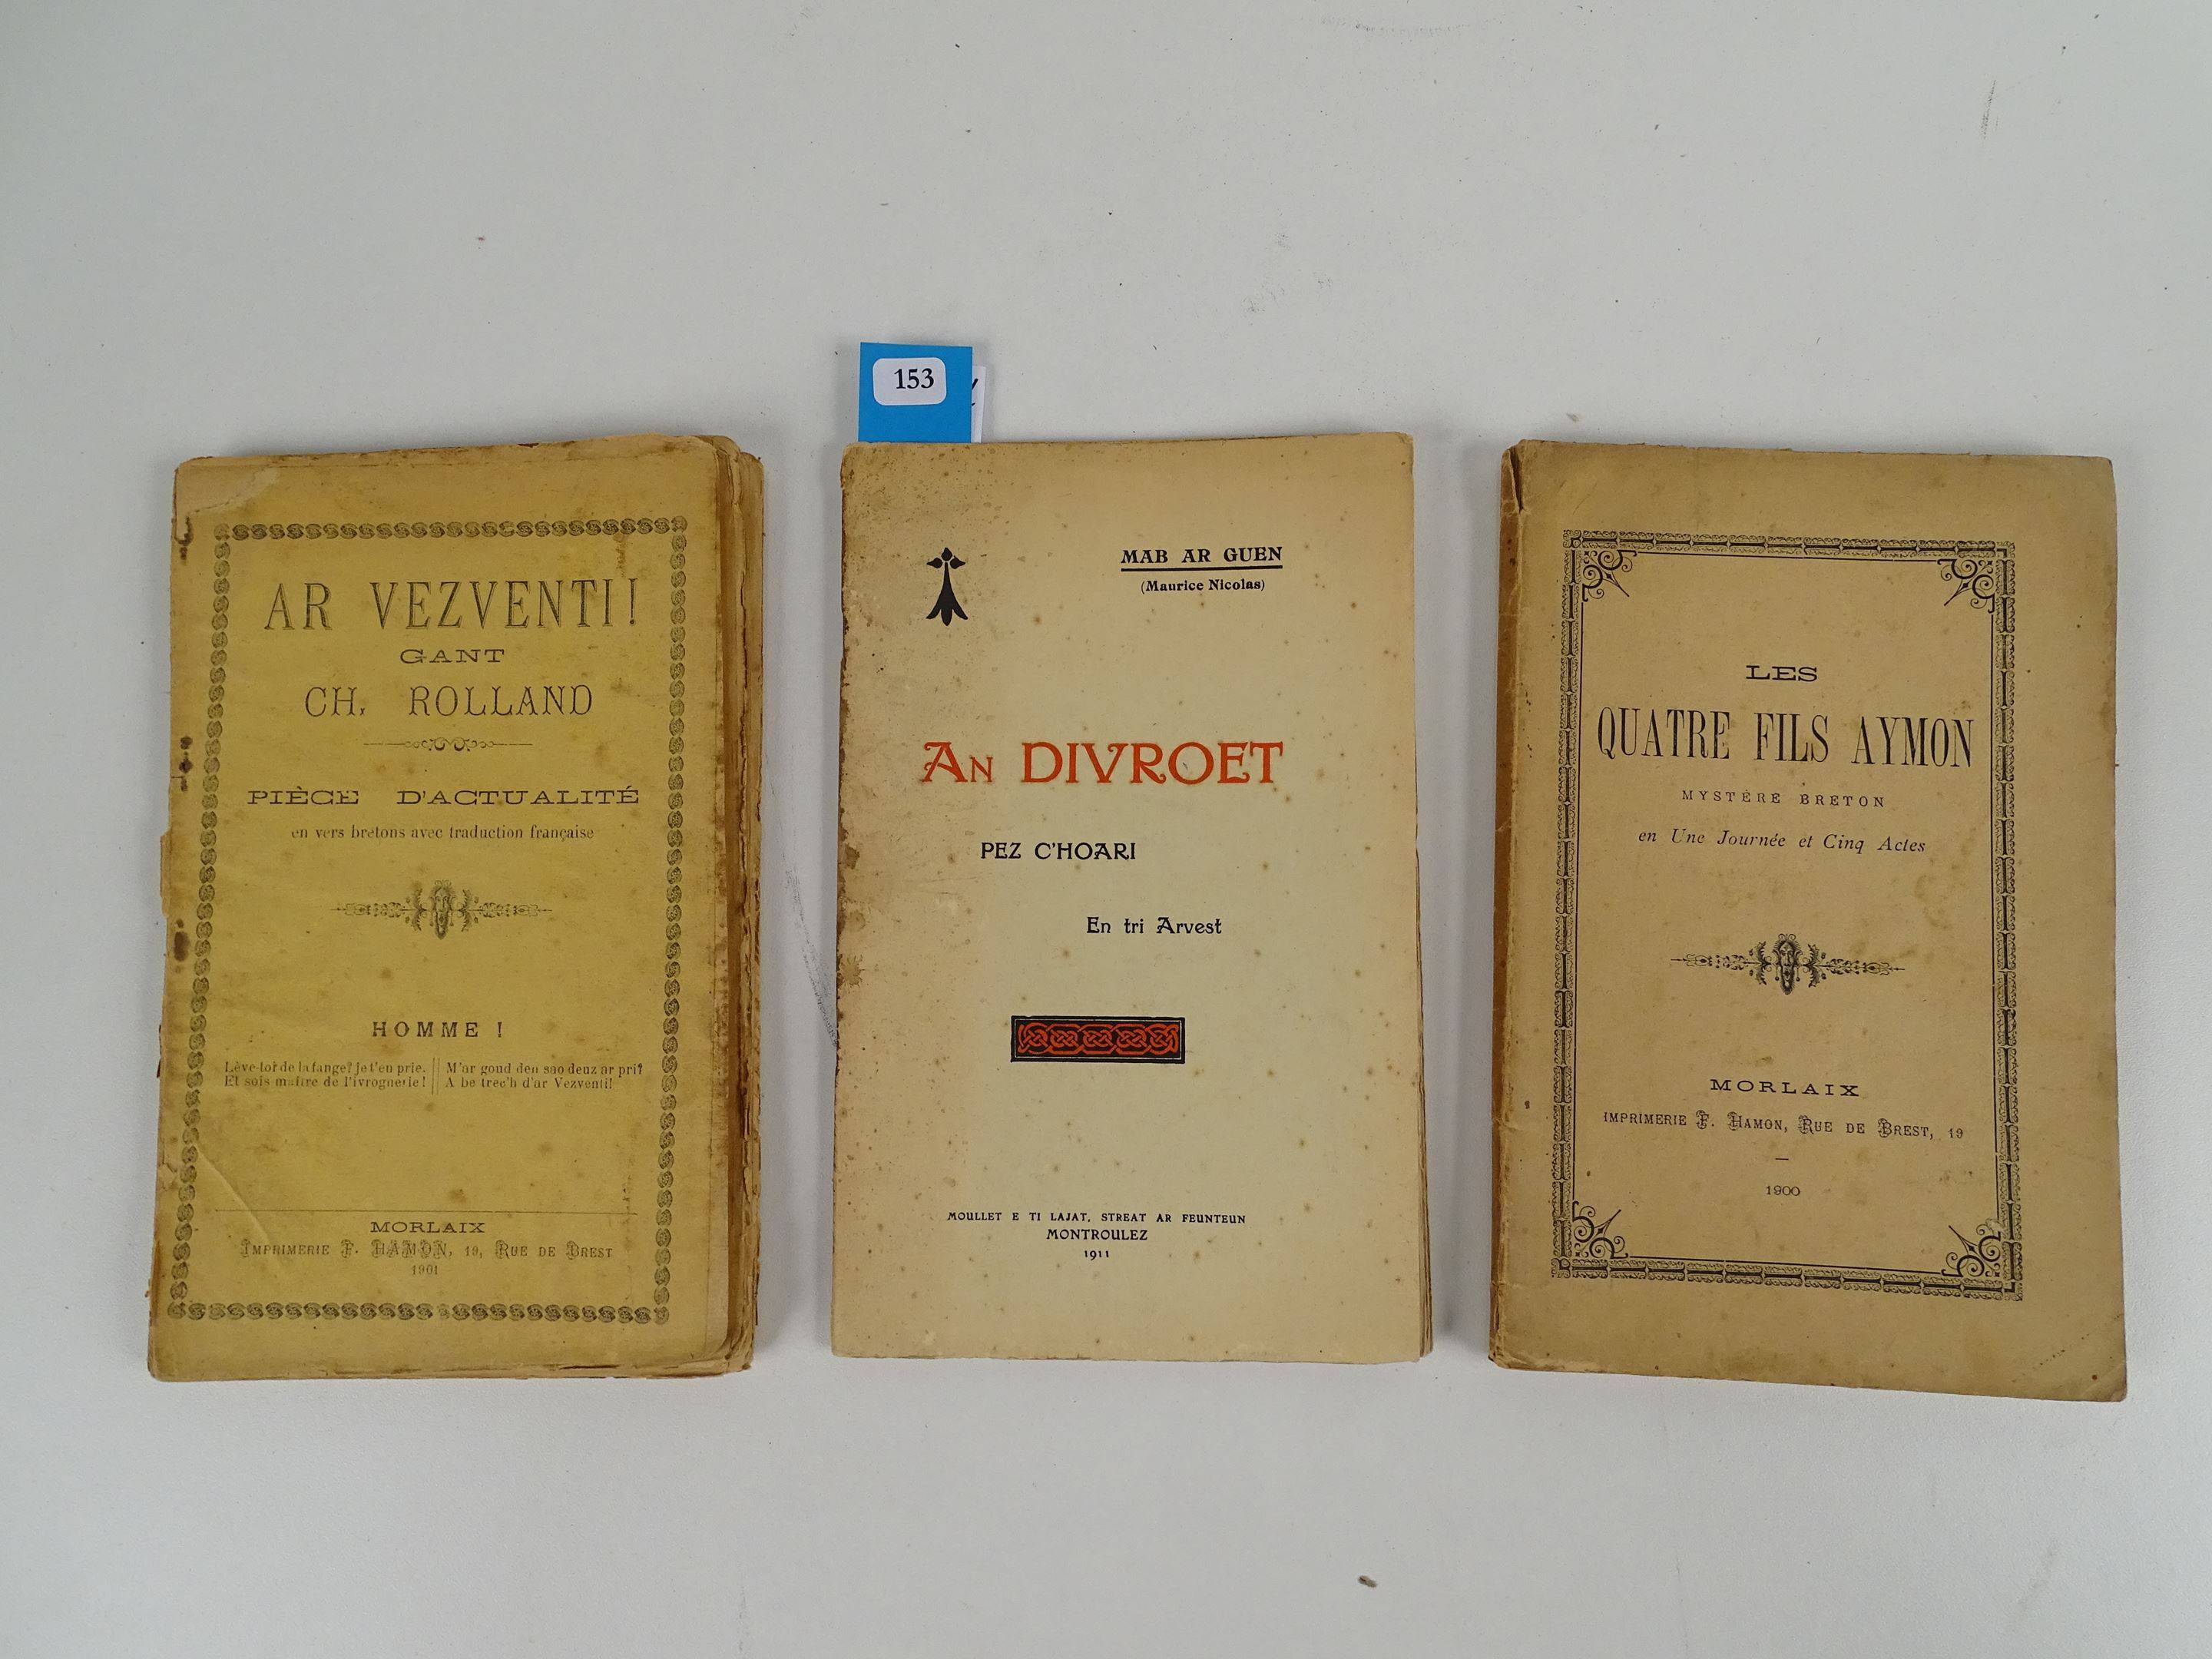 AR VEZVENTI!
GANT
CH. ROLLAND
PIÈCE D'ACTUALITÉ
en vers bretons avec traduction française
HOMME !
Lève-toi de la fange! Je t'en prie.
Et sois maître de l'ivrognerie!
M'ar goud den sao deuz ar pri!
A be trec'h d'ar Vezventi!
MORLAIX
IMPRIMERIE F. HAMON, 19, RUE DE BREST
1901
153
MAB AR GUEN
(Maurice Nicolas)
AN DIVROET
PEZ C'HOARI
En tri Arvest
MOULLET E TI LAJAT, STREAT AR FEUNTEUN
MONTROULEZ
1911
LES
QUATRE FILS AYMON
MYSTÈRE BRETON
en Une Journée et Cinq Actes
MORLAIX
IMPRIMERIE F. HAMON, RUE DE BREST, 19
1900